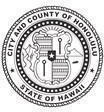 CITY AND COUNTY OF HONOLULU
STATE OF HAWAII